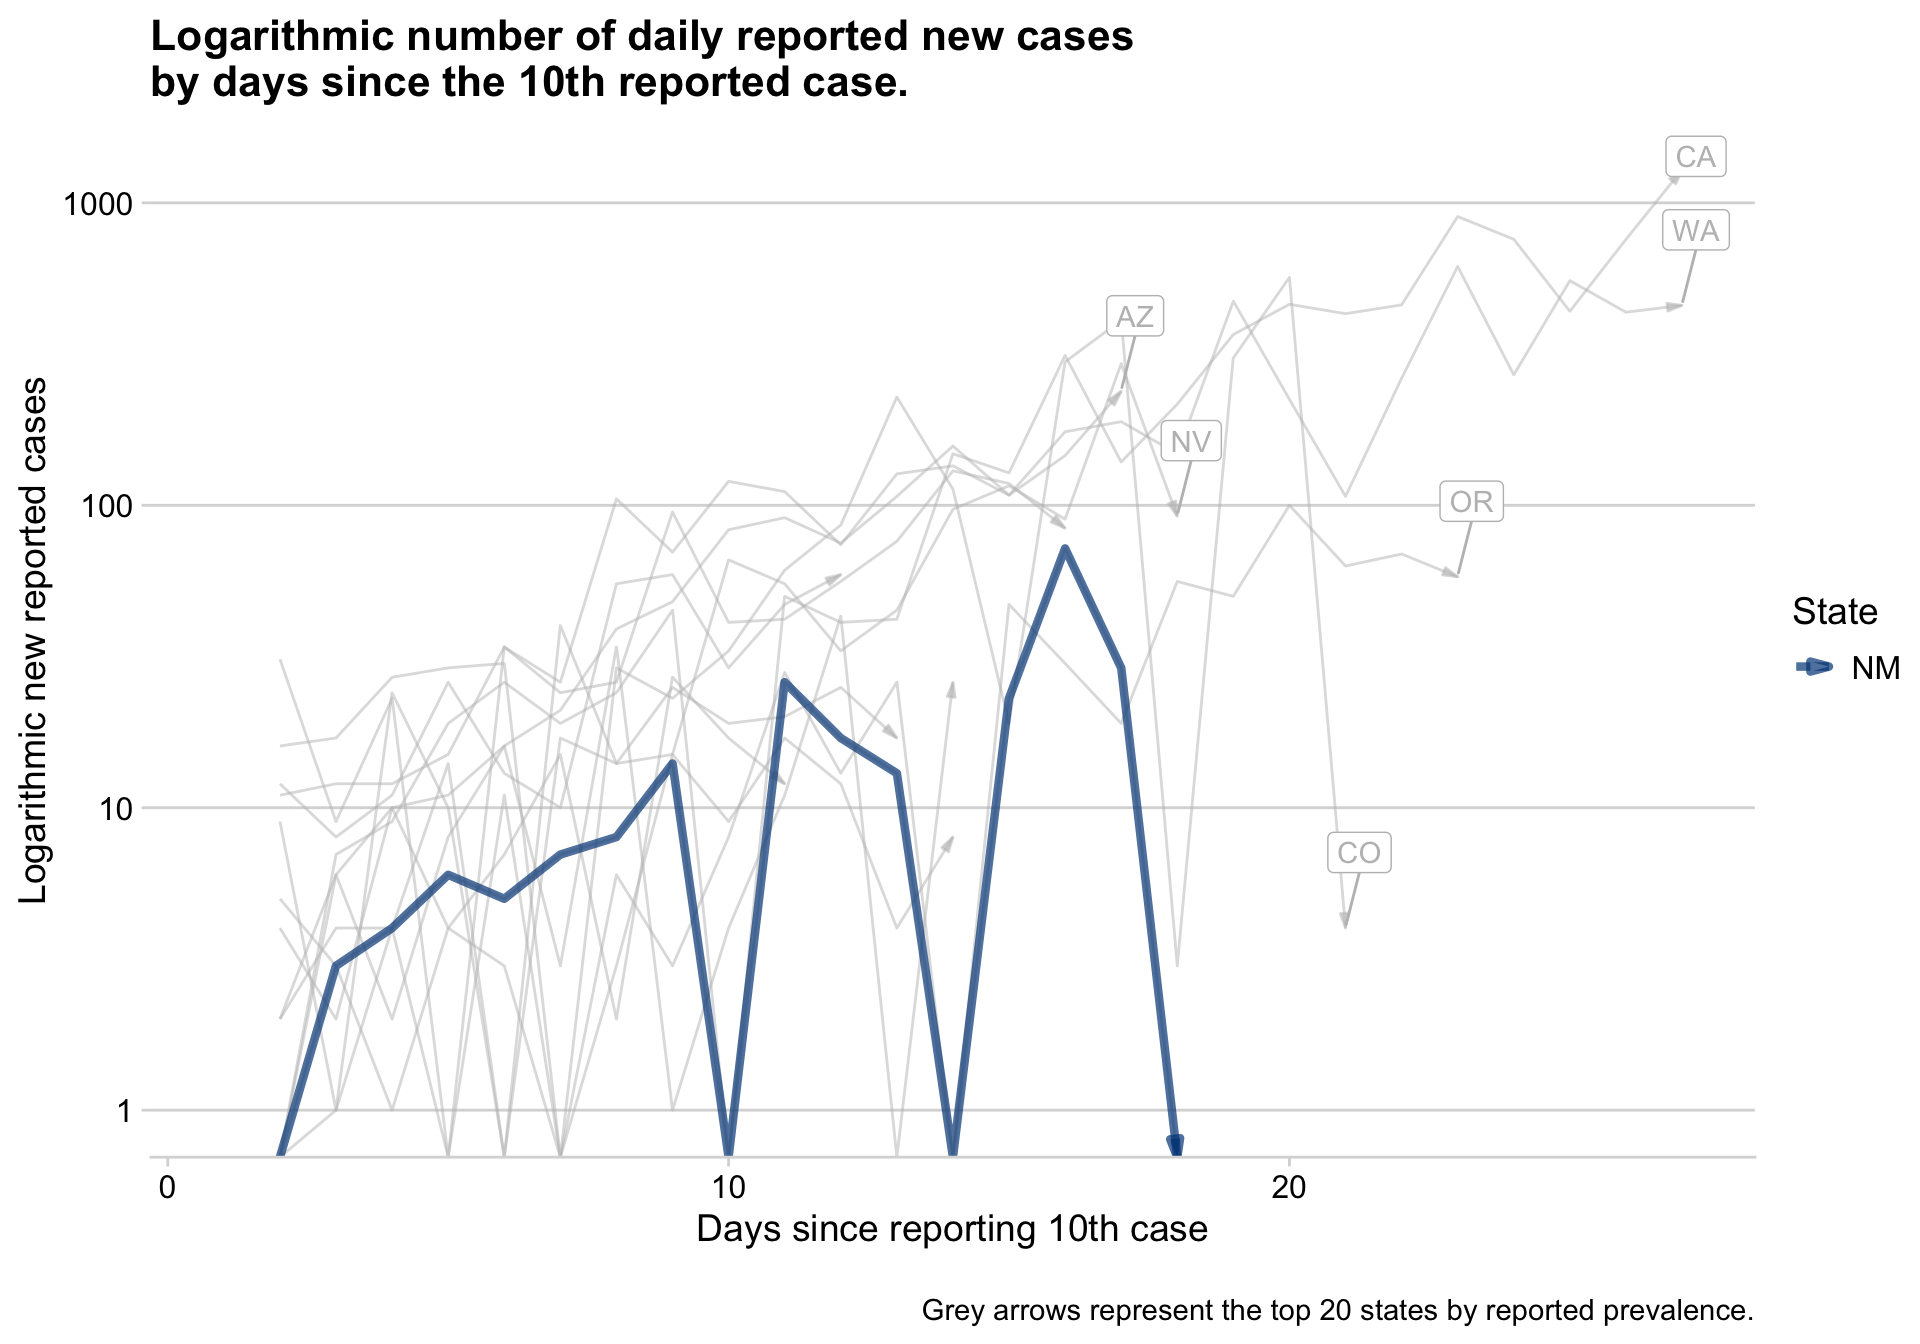 Logarithmic number of daily reported new cases
by days since the 10th reported case.
CA
1000
WA
AZ
NV
OR
100
State
NM
10
CO
1
0 10 20
Logarithmic new reported cases
Days since reporting 10th case
Grey arrows represent the top 20 states by reported prevalence.